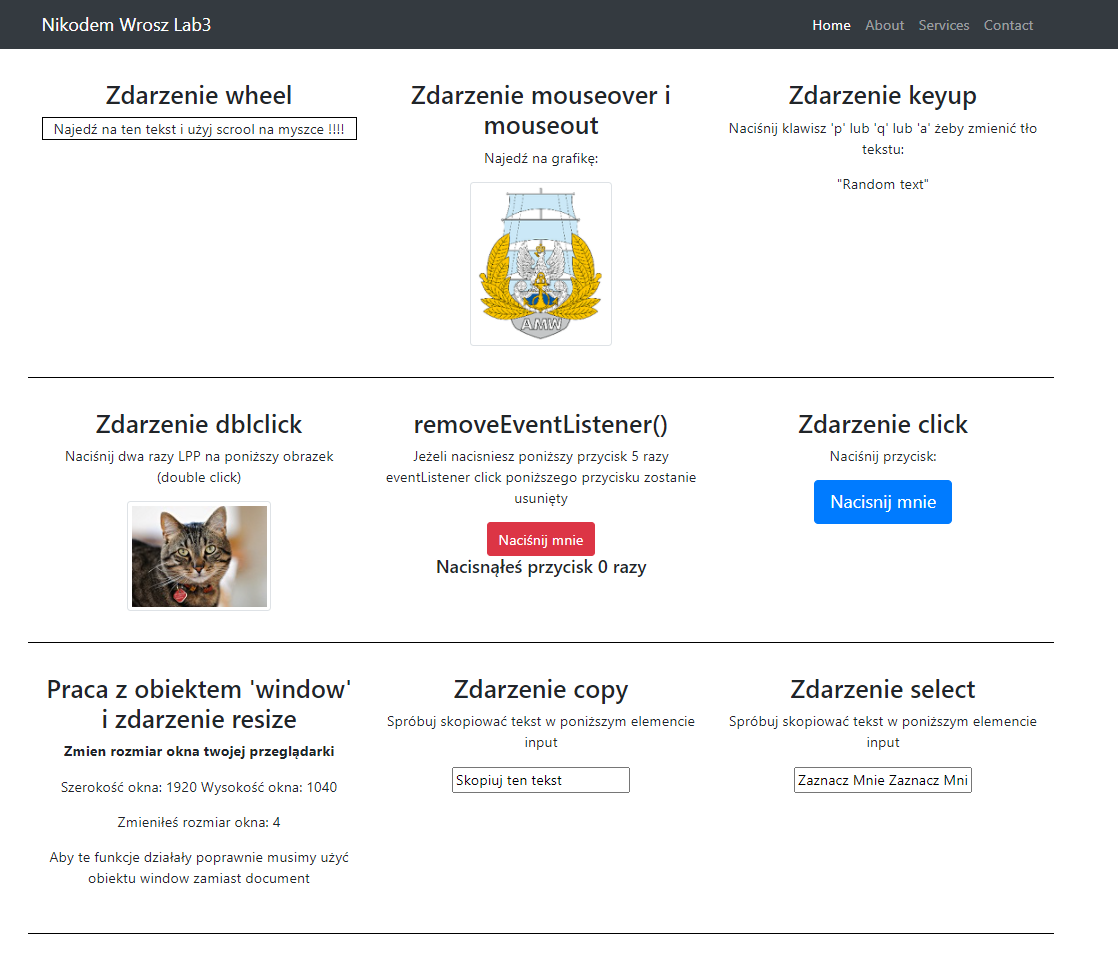 Nikodem Wrosz Lab3
Home About Services Contact
Zdarzenie wheel
Najedź na ten tekst i użyj scrool na myszce !!!!
Zdarzenie mouseover i
mouseout
Najedź na grafikę:
AMW
Zdarzenie keyup
Naciśnij klawisz 'p' lub 'q' lub 'a' żeby zmienić tło
tekstu:
"Random text"
Zdarzenie dblclick
Naciśnij dwa razy LPP na poniższy obrazek
(double click)
removeEventListener()
Jeżeli nacisniesz poniższy przycisk 5 razy
eventListener click poniższego przycisku zostanie
usunięty
Naciśnij mnie
Nacisnąłeś przycisk 0 razy
Zdarzenie click
Naciśnij przycisk:
Nacisnij mnie
Praca z obiektem 'window'
i zdarzenie resize
Zmien rozmiar okna twojej przeglądarki
Szerokość okna: 1920 Wysokość okna: 1040
Zmieniłeś rozmiar okna: 4
Aby te funkcje działały poprawnie musimy użyć
obiektu window zamiast document
Zdarzenie copy
Spróbuj skopiować tekst w poniższym elemencie
input
Skopiuj ten tekst
Zdarzenie select
Spróbuj skopiować tekst w poniższym elemencie
input
Zaznacz Mnie Zaznacz Mni